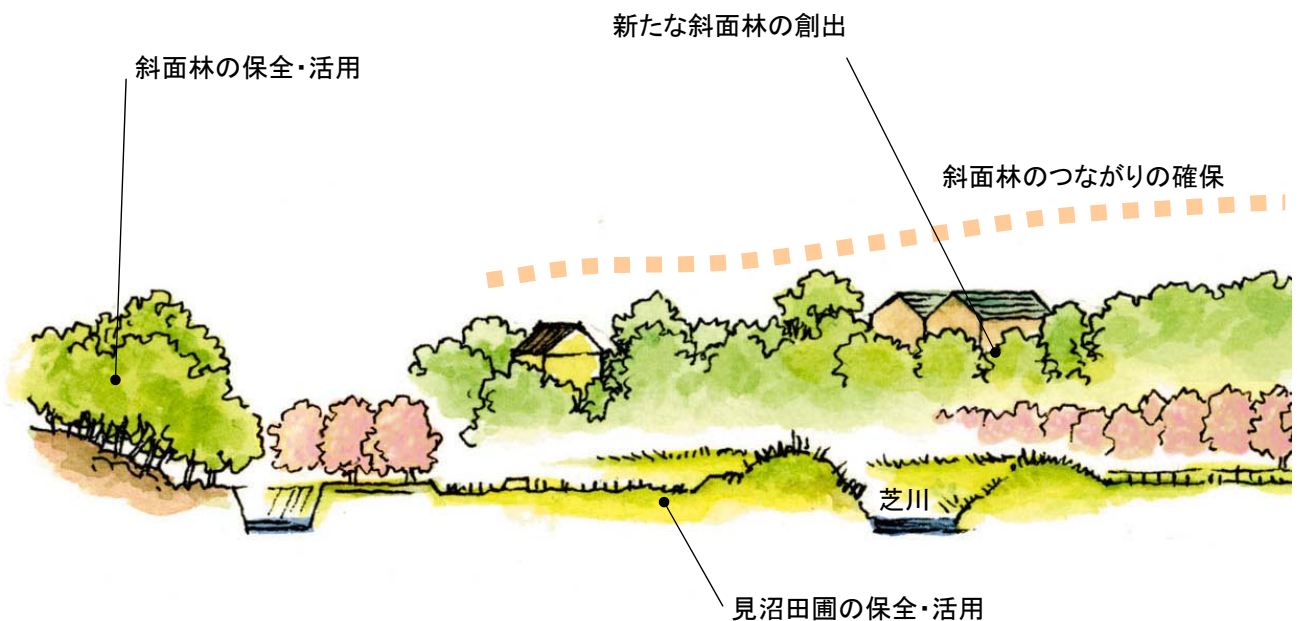 新たな斜面林の創出
斜面林の保全・活用
斜面林のつながりの確保
芝川
見沼田圃の保全・活用